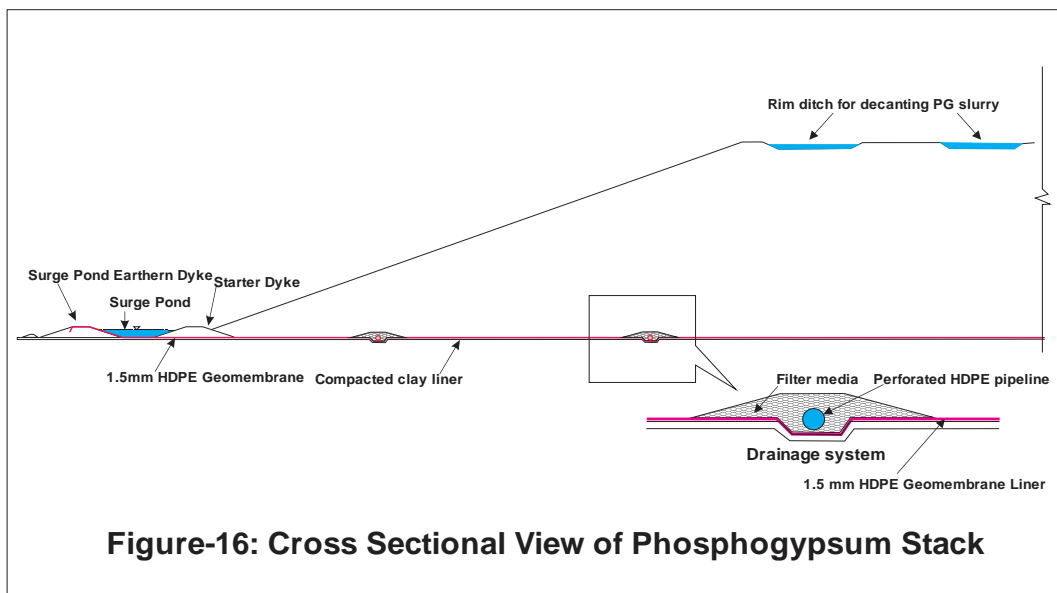 Rim ditch for decanting PG slurry
Surge Pond Earthern Dyke
Starter Dyke
Surge Pond
1.5mm HDPE Geomembrane
Compacted clay liner
Filter media
Perforated HDPE pipeline
Drainage system
1.5 mm HDPE Geomembrane Liner
Figure-16: Cross Sectional View of Phosphogypsum Stack